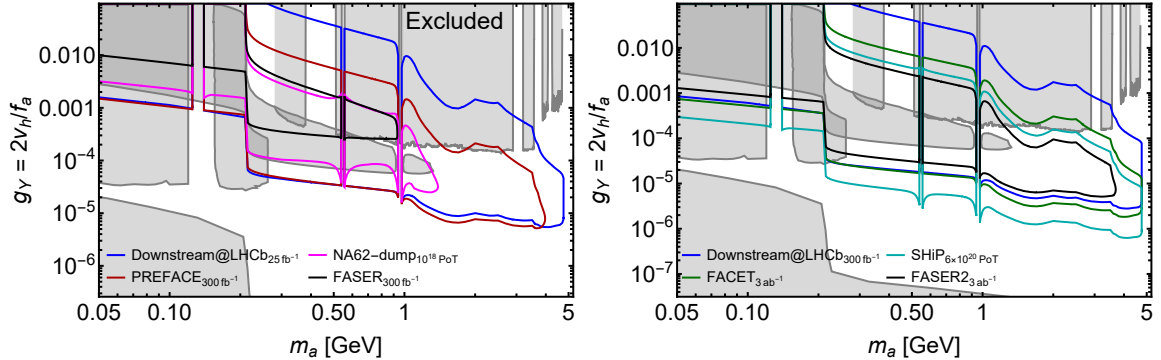 Excluded
0.010
0.001
10⁻⁴
10⁻⁵
10⁻⁶
g_Y = 2v_h/f_a
Downstream@LHCb₂₅ fb⁻¹
NA62−dump₁₀¹⁸ PoT
PREFACE₃₀₀ fb⁻¹
FASER₃₀₀ fb⁻¹
0.05 0.10 0.50 1 5
m_a [GeV]
0.010
0.001
10⁻⁴
10⁻⁵
10⁻⁶
10⁻⁷
g_Y = 2v_h/f_a
Downstream@LHCb₃₀₀ fb⁻¹
SHiP₆×₁₀²⁰ PoT
FACET₃ ab⁻¹
FASER2₃ ab⁻¹
0.05 0.10 0.50 1 5
m_a [GeV]